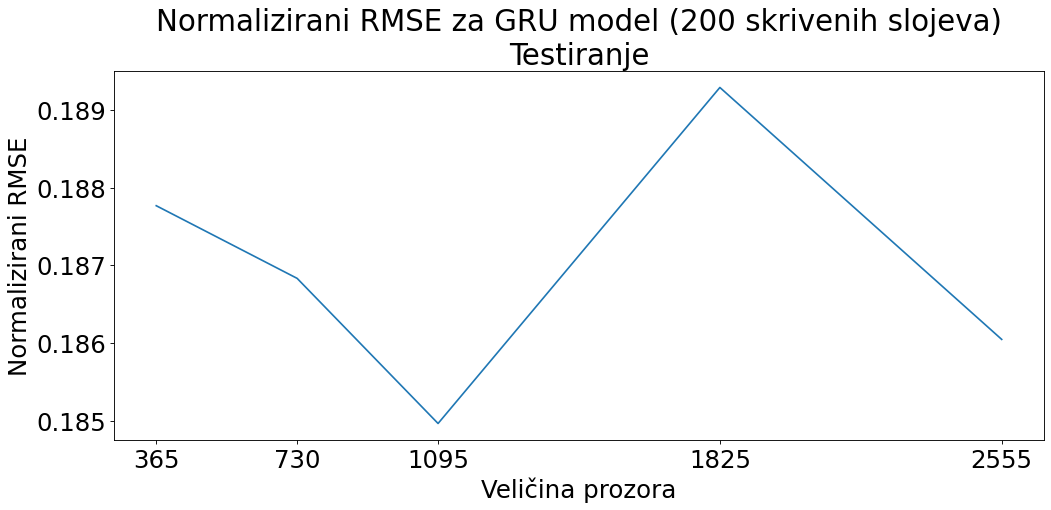 Normalizirani RMSE za GRU model (200 skrivenih slojeva)
Testiranje
Normalizirani RMSE
0.189
0.188
0.187
0.186
0.185
365 730 1095 1825 2555
Veličina prozora